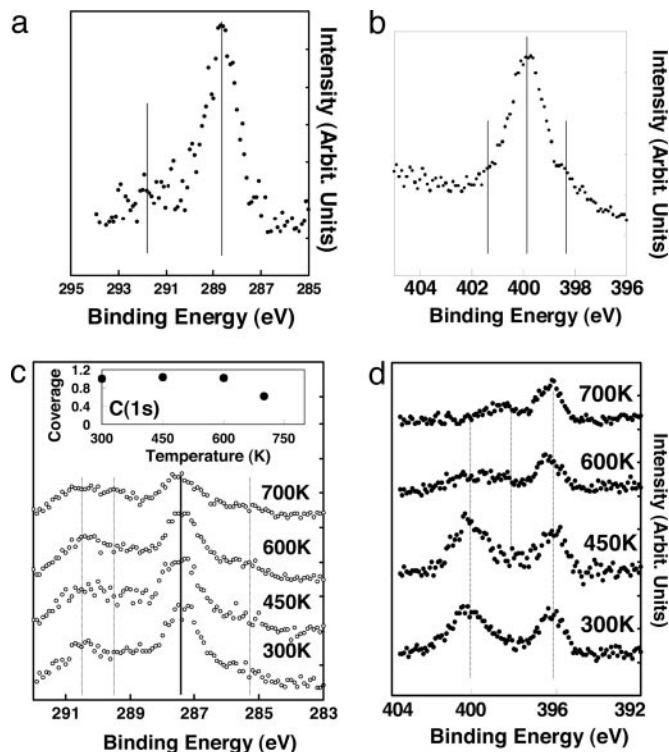 a
Intensity (Arbit. Units)
295 293 291 289 287 285
Binding Energy (eV)
b
Intensity (Arbit. Units)
404 402 400 398 396
Binding Energy (eV)
c
Coverage
1.2
0.8
0.4
0
C(1s)
300 450 600 750
Temperature (K)
700K
600K
450K
300K
291 289 287 285 283
Binding Energy (eV)
d
700K
600K
450K
300K
Intensity (Arbit. Units)
404 400 396 392
Binding Energy (eV)